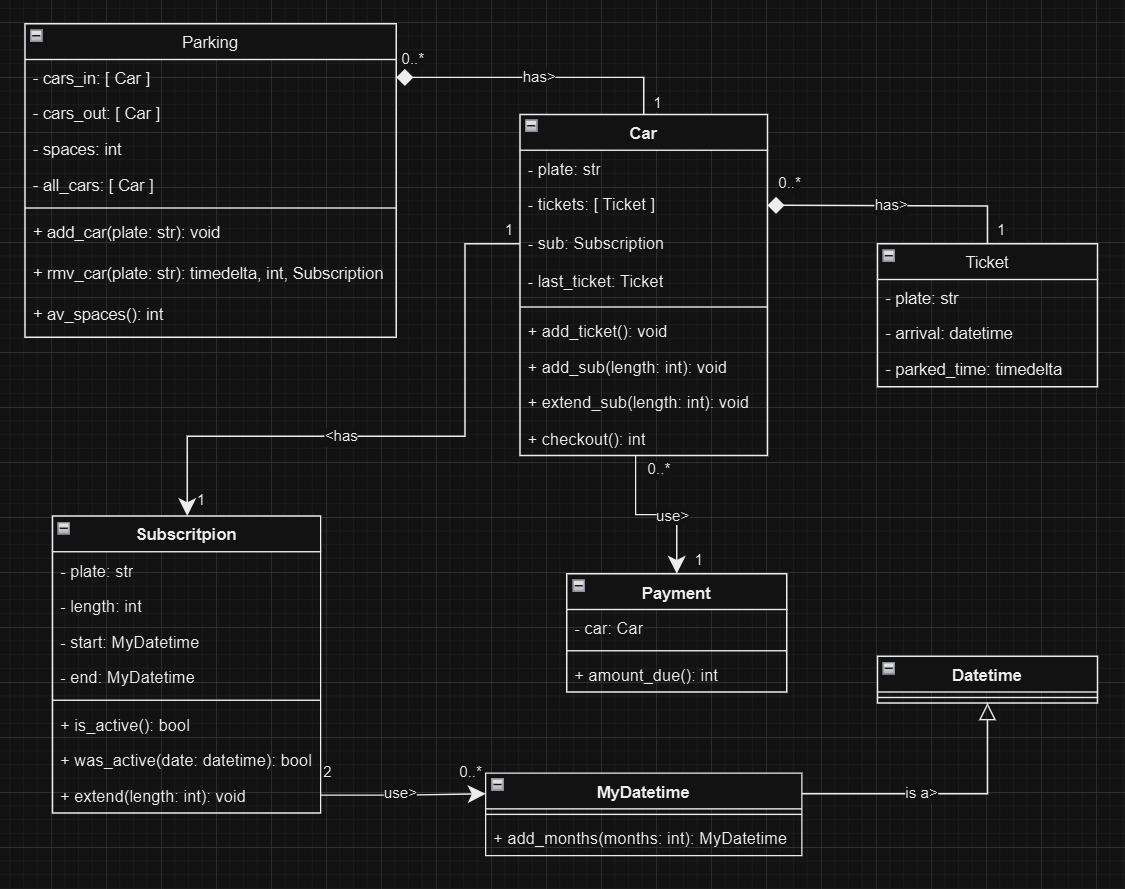 Parking
- cars_in: [ Car ]
- cars_out: [ Car ]
- spaces: int
- all_cars: [ Car ]
+ add_car(plate: str): void
+ rmv_car(plate: str): timedelta, int, Subscription
+ av_spaces(): int
0..*
has>
1
Car
- plate: str
- tickets: [ Ticket ]
- sub: Subscription
- last_ticket: Ticket
+ add_ticket(): void
+ add_sub(length: int): void
+ extend_sub(length: int): void
+ checkout(): int
0..*
has>
1
Ticket
- plate: str
- arrival: datetime
- parked_time: timedelta
1
<has
1
Subscritpion
- plate: str
- length: int
- start: MyDatetime
- end: MyDatetime
+ is_active(): bool
+ was_active(date: datetime): bool
+ extend(length: int): void
0..*
use>
1
Payment
- car: Car
+ amount_due(): int
2
use>
0..*
MyDatetime
+ add_months(months: int): MyDatetime
is a>
Datetime